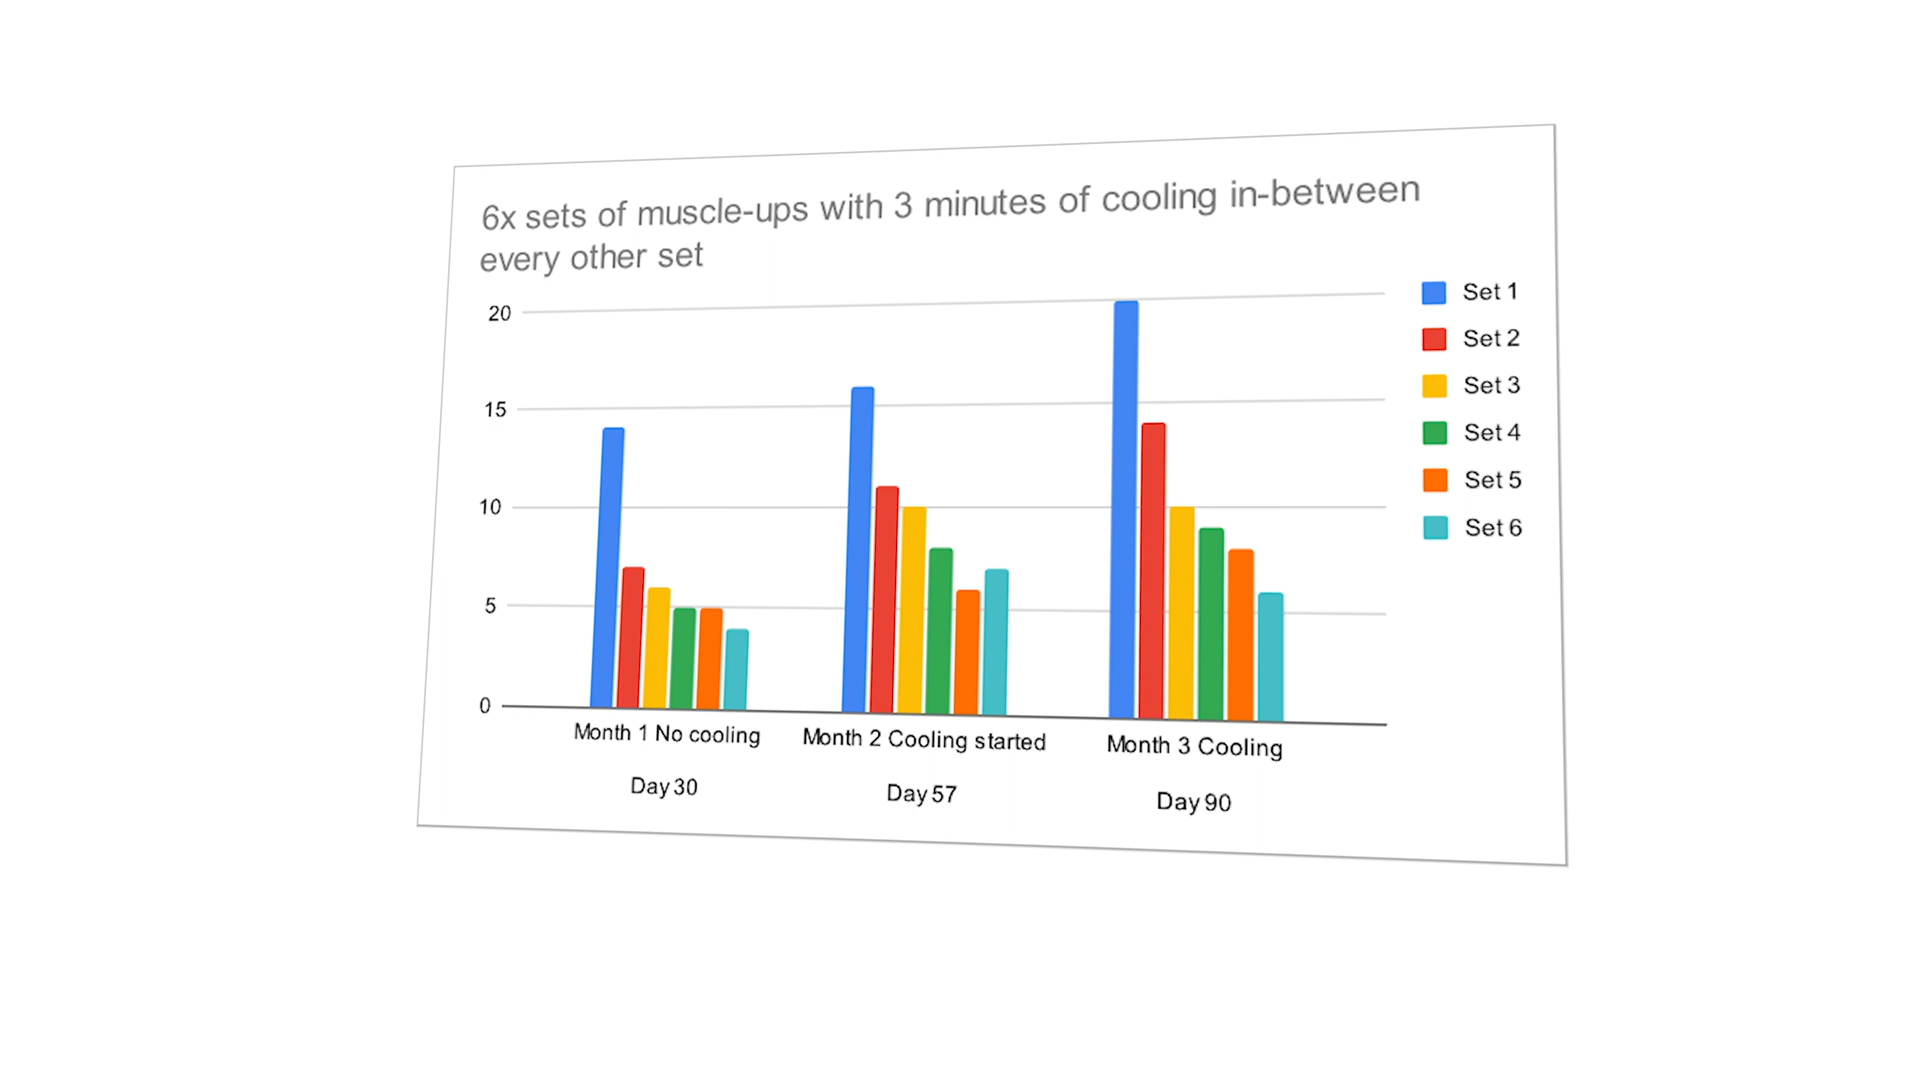 6x sets of muscle-ups with 3 minutes of cooling in-between
every other set
20
15
10
5
0
Set 1
Set 2
Set 3
Set 4
Set 5
Set 6
Month 1 No cooling
Month 2 Cooling started
Month 3 Cooling
Day 30
Day 57
Day 90